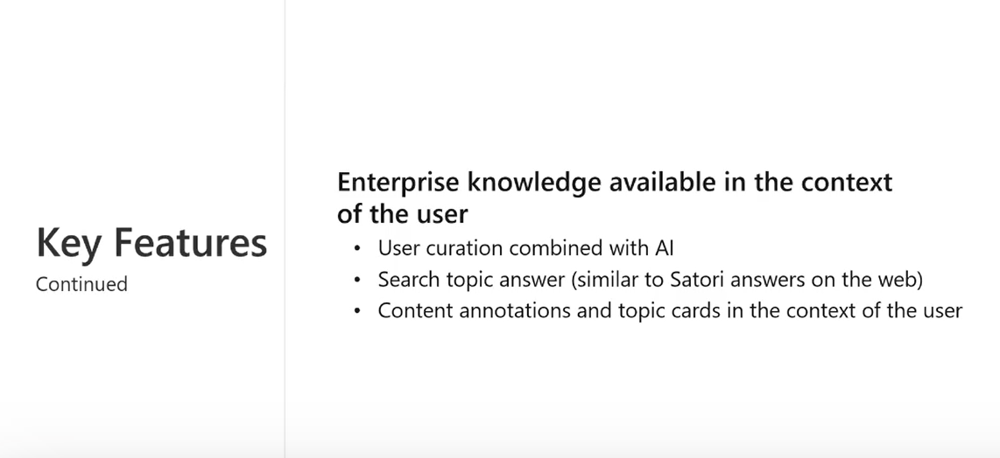 Key Features
Continued
Enterprise knowledge available in the context
of the user
• User curation combined with AI
• Search topic answer (similar to Satori answers on the web)
• Content annotations and topic cards in the context of the user